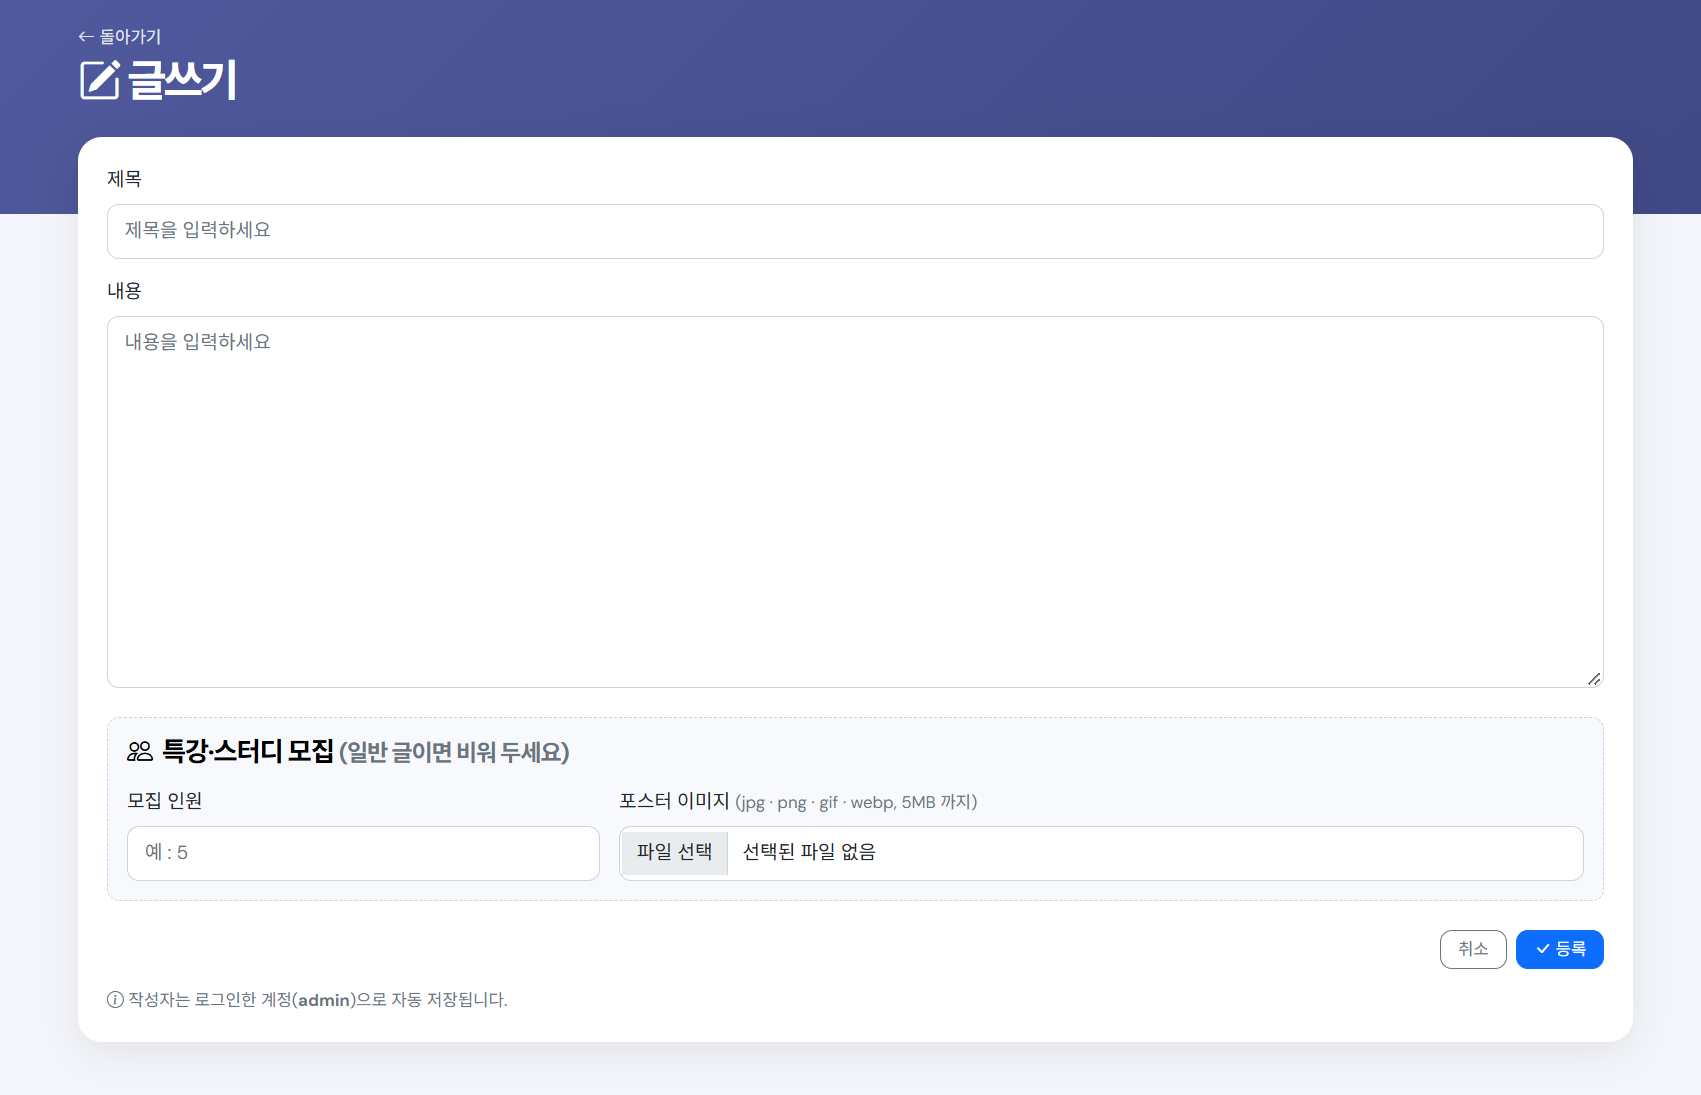 ← 돌아가기
글쓰기
제목
제목을 입력하세요
내용
내용을 입력하세요
특강·스터디 모집 (일반 글이면 비워 두세요)
모집 인원
포스터 이미지 (jpg · png · gif · webp, 5MB 까지)
예 : 5
파일 선택 선택된 파일 없음
취소
등록
작성자는 로그인한 계정(admin)으로 자동 저장됩니다.